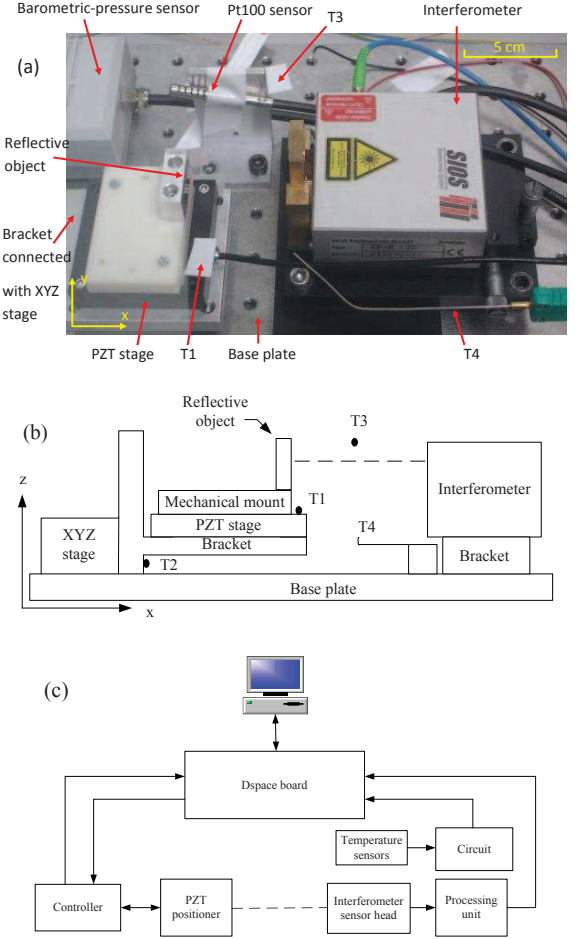 Barometric-pressure sensor
Pt100 sensor
T3
Interferometer
(a)
5 cm
Reflective
object
SIOS
Bracket
connected
with XYZ
stage
y
x
PZT stage
T1
Base plate
T4
CE
(b)
Reflective
object
T3
z
Mechanical mount
T1
Interferometer
XYZ
stage
PZT stage
T4
Bracket
Bracket
T2
Base plate
x
(c)
Dspace board
Temperature
sensors
Circuit
Controller
PZT
positioner
Interferometer
sensor head
Processing
unit